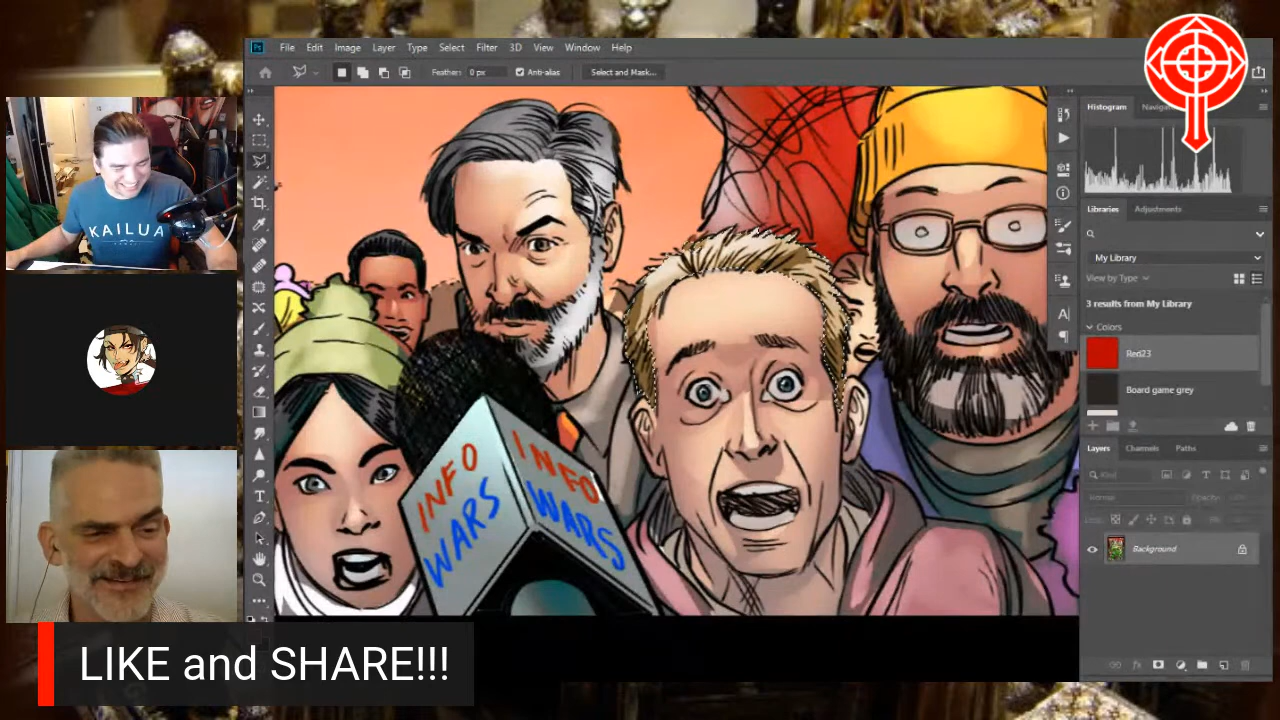 File Edit Image Layer Type Select Filter 3D View Window Help
Feather: 0 px Anti-alias Select and Mask...
Histogram
Libraries Adjustments
My Library
View by Type
3 results from My Library
Colors
Red23
Board game grey
Layers Channels Paths
Normal
Background
KAILUA
INFO
WARS
INFO
WARS
LIKE and SHARE!!!